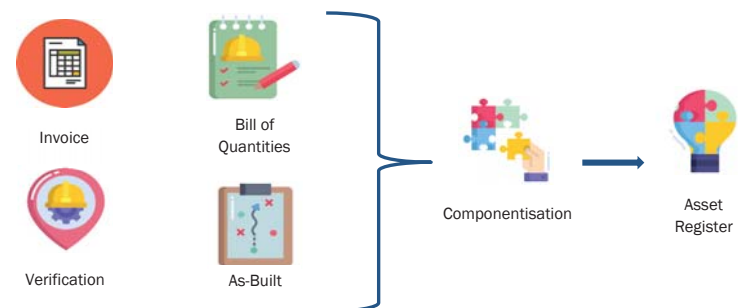 Invoice
Bill of
Quantities
Verification
As-Built
Componentisation
Asset
Register